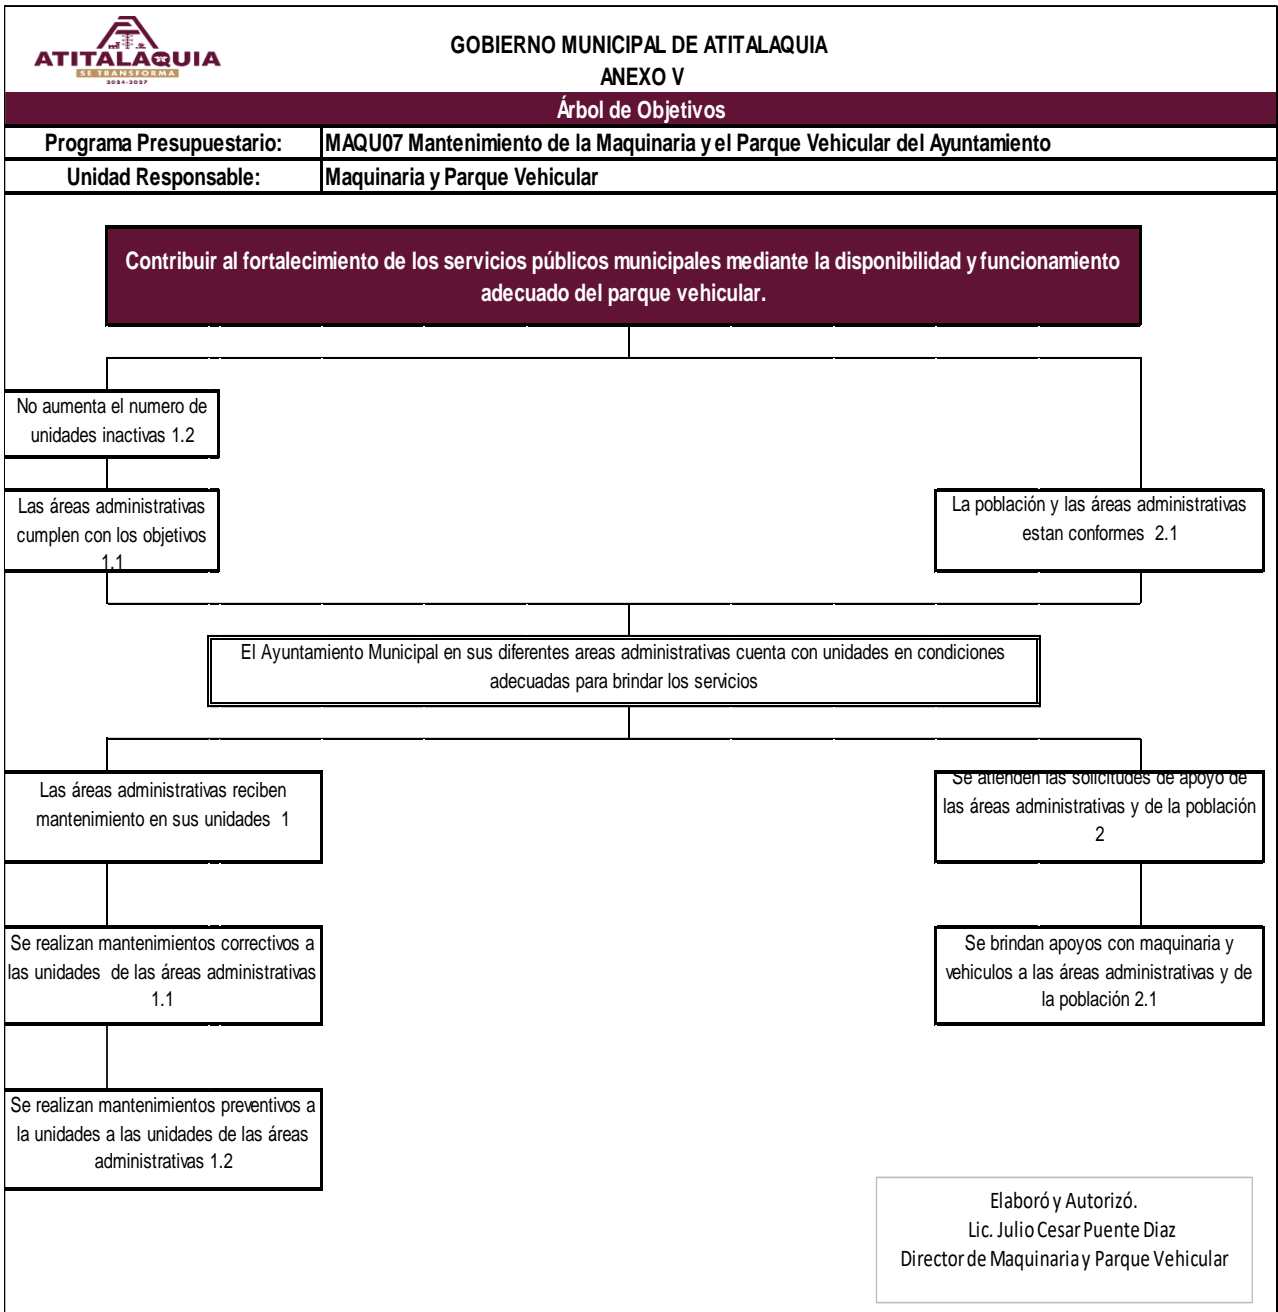 ATITALAQUIA
SE TRANSFORMA
2024-2027
GOBIERNO MUNICIPAL DE ATITALAQUIA
ANEXO V
Árbol de Objetivos
Programa Presupuestario: MAQU07 Mantenimiento de la Maquinaria y el Parque Vehicular del Ayuntamiento
Unidad Responsable: Maquinaria y Parque Vehicular
Contribuir al fortalecimiento de los servicios públicos municipales mediante la disponibilidad y funcionamiento
adecuado del parque vehicular.
No aumenta el numero de
unidades inactivas 1.2
Las áreas administrativas
cumplen con los objetivos
1.1
La población y las áreas administrativas
estan conformes 2.1
El Ayuntamiento Municipal en sus diferentes areas administrativas cuenta con unidades en condiciones
adecuadas para brindar los servicios
Las áreas administrativas reciben
mantenimiento en sus unidades 1
Se atienden las solicitudes de apoyo de
las áreas administrativas y de la población
2
Se realizan mantenimientos correctivos a
las unidades de las áreas administrativas
1.1
Se brindan apoyos con maquinaria y
vehiculos a las áreas administrativas y de
la población 2.1
Se realizan mantenimientos preventivos a
la unidades a las unidades de las áreas
administrativas 1.2
Elaboró y Autorizó.
Lic. Julio Cesar Puente Diaz
Director de Maquinaria y Parque Vehicular